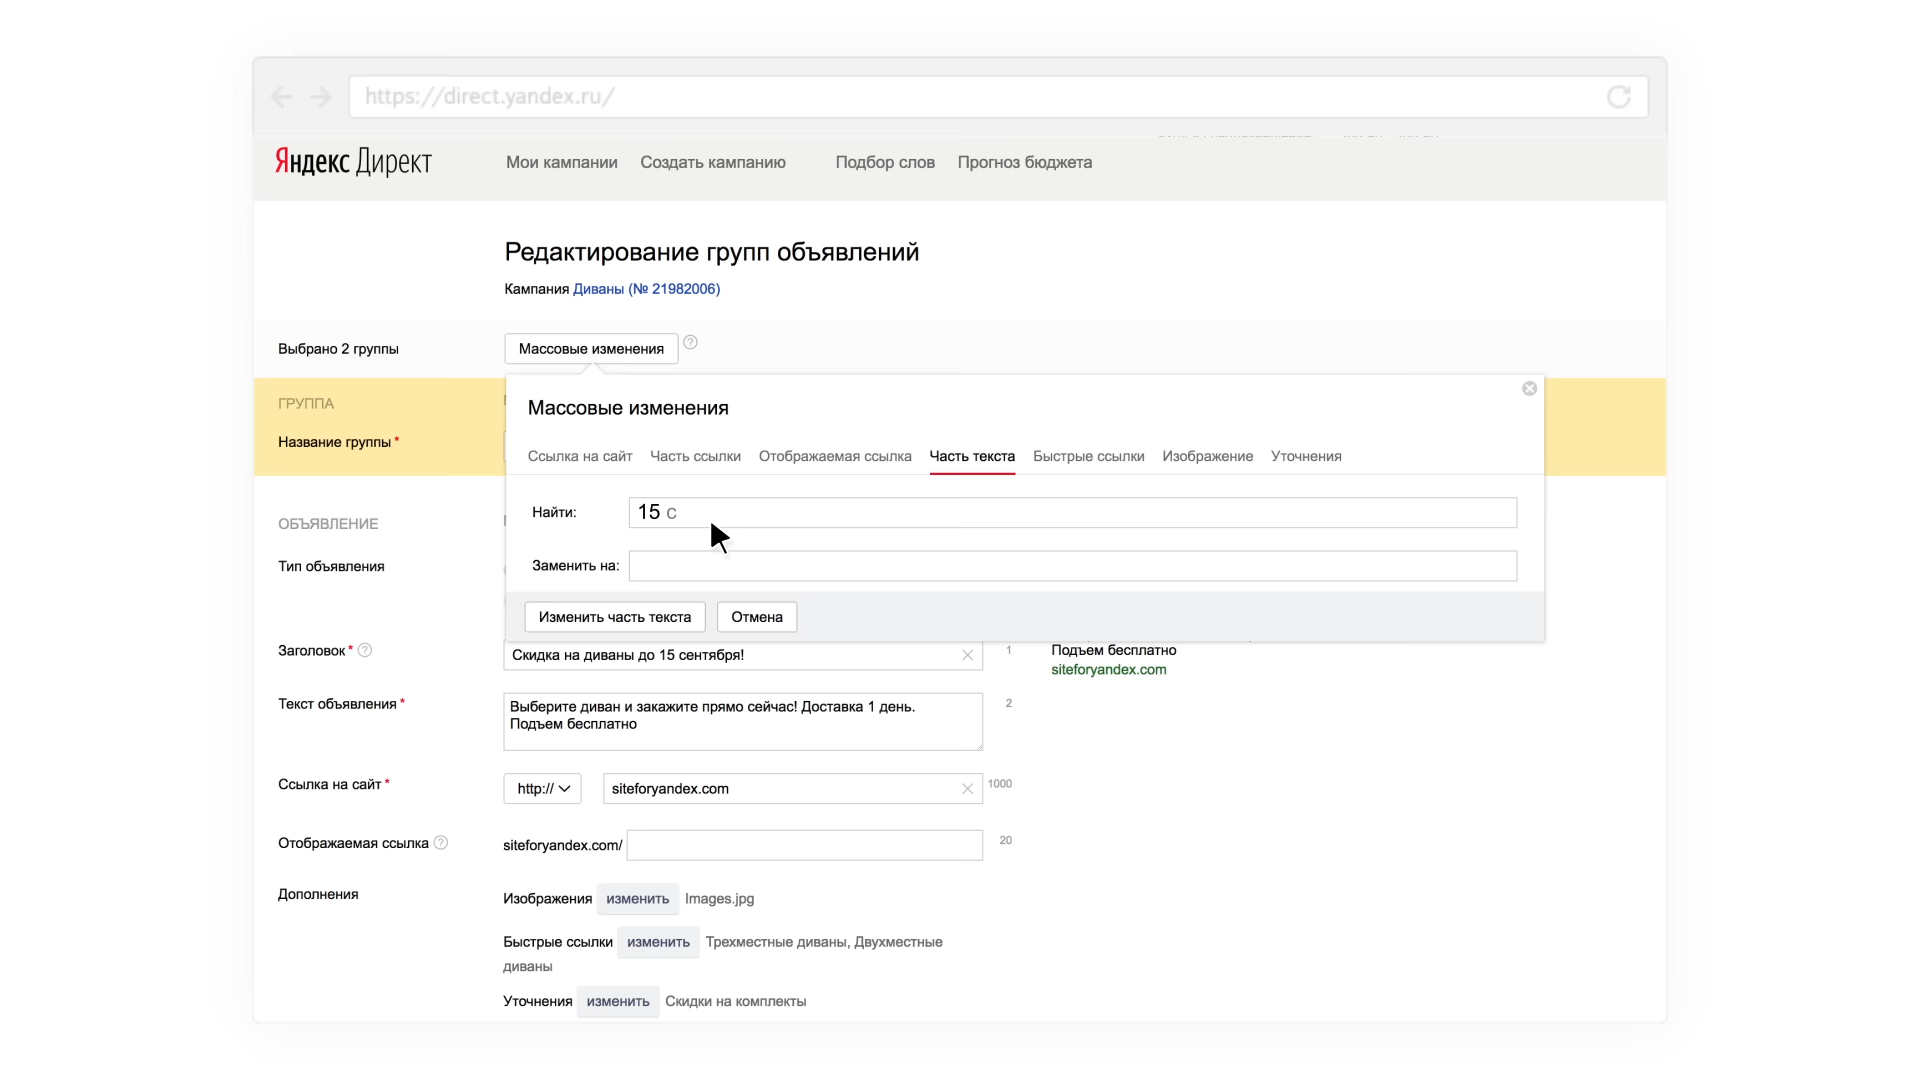 https://direct.yandex.ru/
Яндекс Директ
Мои кампании Создать кампанию Подбор слов Прогноз бюджета
Редактирование групп объявлений
Кампания Диваны (№ 21982006)
Выбрано 2 группы
Массовые изменения ?
ГРУППА
Название группы*
Массовые изменения
Ссылка на сайт Часть ссылки Отображаемая ссылка Часть текста Быстрые ссылки Изображение Уточнения
Найти: 15 с
Заменить на:
Изменить часть текста Отмена
ОБЪЯВЛЕНИЕ
Тип объявления
Заголовок* ? Скидка на диваны до 15 сентября! 1
Подъем бесплатно
siteforyandex.com
Текст объявления* Выберите диван и закажите прямо сейчас! Доставка 1 день. 2
Подъем бесплатно
Ссылка на сайт* http:// siteforyandex.com 1000
Отображаемая ссылка ? siteforyandex.com/ 20
Дополнения
Изображения изменить Images.jpg
Быстрые ссылки изменить Трехместные диваны, Двухместные
диваны
Уточнения изменить Скидки на комплекты